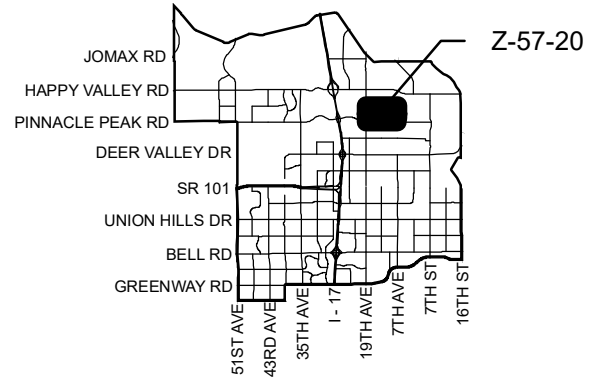 Z-57-20
JOMAX RD
HAPPY VALLEY RD
PINNACLE PEAK RD
DEER VALLEY DR
SR 101
UNION HILLS DR
BELL RD
GREENWAY RD
51ST AVE
43RD AVE
35TH AVE
I - 17
19TH AVE
7TH AVE
7TH ST
16TH ST